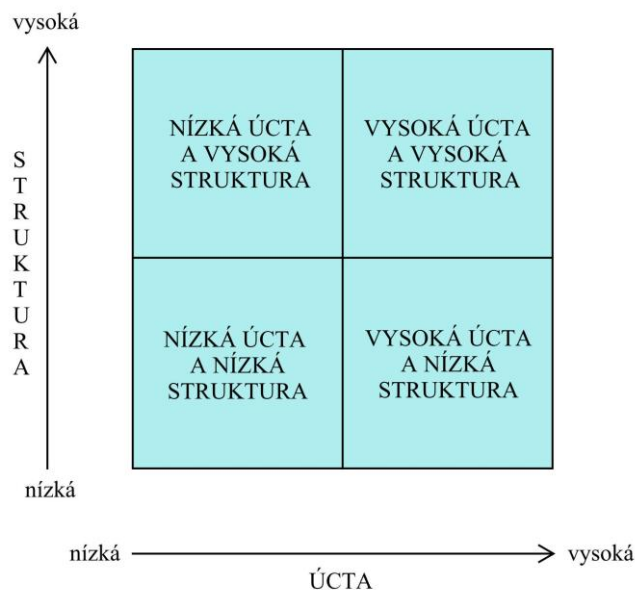 vysoká
STRUKTURA
NÍZKÁ ÚCTA
A VYSOKÁ
STRUKTURA
VYSOKÁ ÚCTA
A VYSOKÁ
STRUKTURA
NÍZKÁ ÚCTA
A NÍZKÁ
STRUKTURA
VYSOKÁ ÚCTA
A NÍZKÁ
STRUKTURA
nízká
nízká
vysoká
ÚCTA